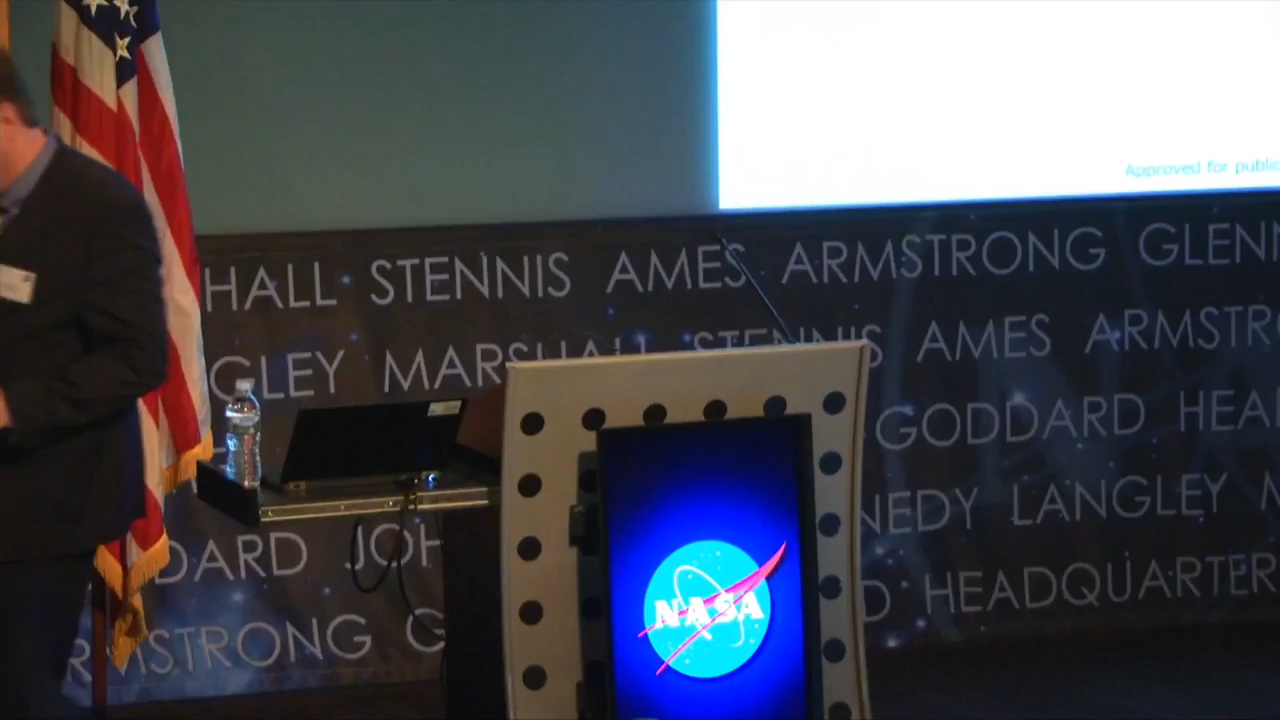 Approved for public
HALL STENNIS AMES ARMSTRONG GLENN
GLEY MARSHALL STENNIS AMES ARMSTR
GODDARD HEA
NEDY LANGLEY M
DARD JOH
D HEADQUARTER
RMSTRONG G
NASA